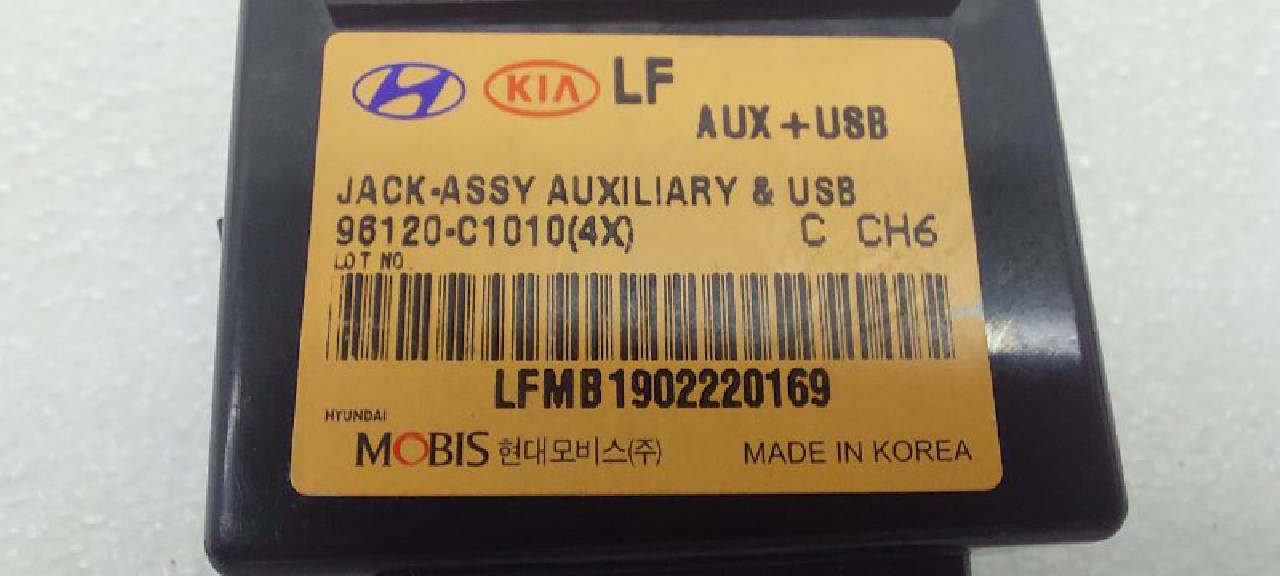 KIA LF
AUX+USB
JACK-ASSY AUXILIARY & USB
96120-C1010(4X) C CH6
LOT NO.
LFMB1902220169
HYUNDAI
MOBIS 현대모비스(주) MADE IN KOREA